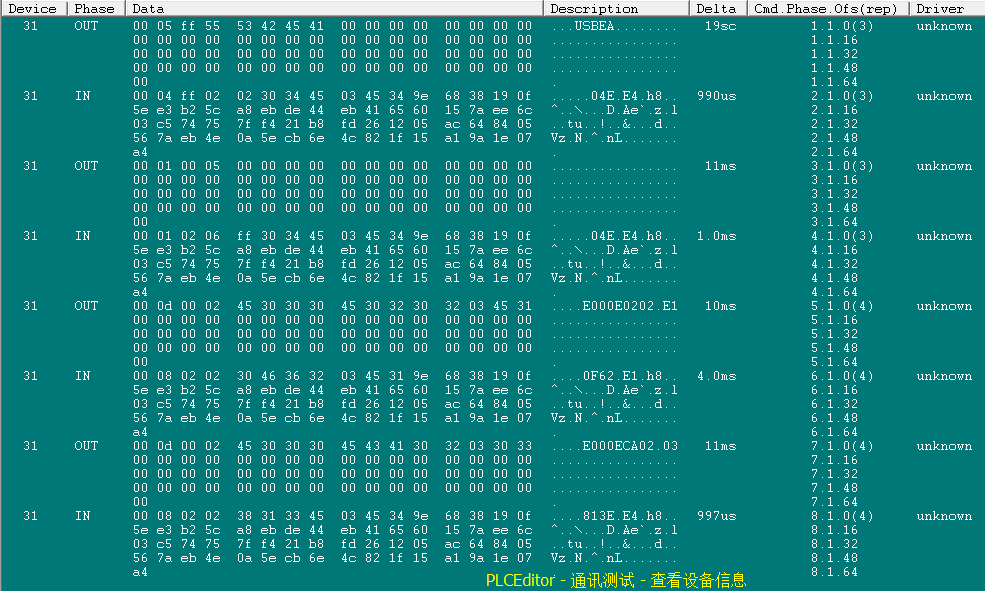 Device Phase Data Description Delta Cmd.Phase.Ofs(rep) Driver
31 OUT 00 05 ff 55 53 42 45 41 00 00 00 00 00 00 00 00 ...USBEA........ 19sc 1.1.0(3) unknown
00 00 00 00 00 00 00 00 00 00 00 00 00 00 00 00 ................ 1.1.16
00 00 00 00 00 00 00 00 00 00 00 00 00 00 00 00 ................ 1.1.32
00 00 00 00 00 00 00 00 00 00 00 00 00 00 00 00 ................ 1.1.48
00 . 1.1.64
31 IN 00 04 ff 02 02 30 34 45 03 45 34 9e 68 38 19 0f .....04E.E4.h8.. 990us 2.1.0(3) unknown
5e e3 b2 5c a8 eb de 44 eb 41 65 60 15 7a ee 6c ^..\...D.Ae`.z.l 2.1.16
03 c5 74 75 7f f4 21 b8 fd 26 12 05 ac 64 84 05 ..tu..!..&...d.. 2.1.32
56 7a eb 4e 0a 5e cb 6e 4c 82 1f 15 a1 9a 1e 07 Vz.N.^.nL....... 2.1.48
a4 . 2.1.64
31 OUT 00 01 00 05 00 00 00 00 00 00 00 00 00 00 00 00 ................ 11ms 3.1.0(3) unknown
00 00 00 00 00 00 00 00 00 00 00 00 00 00 00 00 ................ 3.1.16
00 00 00 00 00 00 00 00 00 00 00 00 00 00 00 00 ................ 3.1.32
00 00 00 00 00 00 00 00 00 00 00 00 00 00 00 00 ................ 3.1.48
00 . 3.1.64
31 IN 00 01 02 06 ff 30 34 45 03 45 34 9e 68 38 19 0f .....04E.E4.h8.. 1.0ms 4.1.0(3) unknown
5e e3 b2 5c a8 eb de 44 eb 41 65 60 15 7a ee 6c ^..\...D.Ae`.z.l 4.1.16
03 c5 74 75 7f f4 21 b8 fd 26 12 05 ac 64 84 05 ..tu..!..&...d.. 4.1.32
56 7a eb 4e 0a 5e cb 6e 4c 82 1f 15 a1 9a 1e 07 Vz.N.^.nL....... 4.1.48
a4 . 4.1.64
31 OUT 00 0d 00 02 45 30 30 30 45 30 32 30 32 03 45 31 ....E000E0202.E1 10ms 5.1.0(4) unknown
00 00 00 00 00 00 00 00 00 00 00 00 00 00 00 00 ................ 5.1.16
00 00 00 00 00 00 00 00 00 00 00 00 00 00 00 00 ................ 5.1.32
00 00 00 00 00 00 00 00 00 00 00 00 00 00 00 00 ................ 5.1.48
00 . 5.1.64
31 IN 00 08 02 02 30 46 36 32 03 45 31 9e 68 38 19 0f ....0F62.E1.h8.. 4.0ms 6.1.0(4) unknown
5e e3 b2 5c a8 eb de 44 eb 41 65 60 15 7a ee 6c ^..\...D.Ae`.z.l 6.1.16
03 c5 74 75 7f f4 21 b8 fd 26 12 05 ac 64 84 05 ..tu..!..&...d.. 6.1.32
56 7a eb 4e 0a 5e cb 6e 4c 82 1f 15 a1 9a 1e 07 Vz.N.^.nL....... 6.1.48
a4 . 6.1.64
31 OUT 00 0d 00 02 45 30 30 30 45 43 41 30 32 03 30 33 ....E000ECA02.03 11ms 7.1.0(4) unknown
00 00 00 00 00 00 00 00 00 00 00 00 00 00 00 00 ................ 7.1.16
00 00 00 00 00 00 00 00 00 00 00 00 00 00 00 00 ................ 7.1.32
00 00 00 00 00 00 00 00 00 00 00 00 00 00 00 00 ................ 7.1.48
00 . 7.1.64
31 IN 00 08 02 02 38 31 33 45 03 45 34 9e 68 38 19 0f ....813E.E4.h8.. 997us 8.1.0(4) unknown
5e e3 b2 5c a8 eb de 44 eb 41 65 60 15 7a ee 6c ^..\...D.Ae`.z.l 8.1.16
03 c5 74 75 7f f4 21 b8 fd 26 12 05 ac 64 84 05 ..tu..!..&...d.. 8.1.32
56 7a eb 4e 0a 5e cb 6e 4c 82 1f 15 a1 9a 1e 07 Vz.N.^.nL....... 8.1.48
a4 . 8.1.64
PLCEditor - 通讯测试 - 查看设备信息